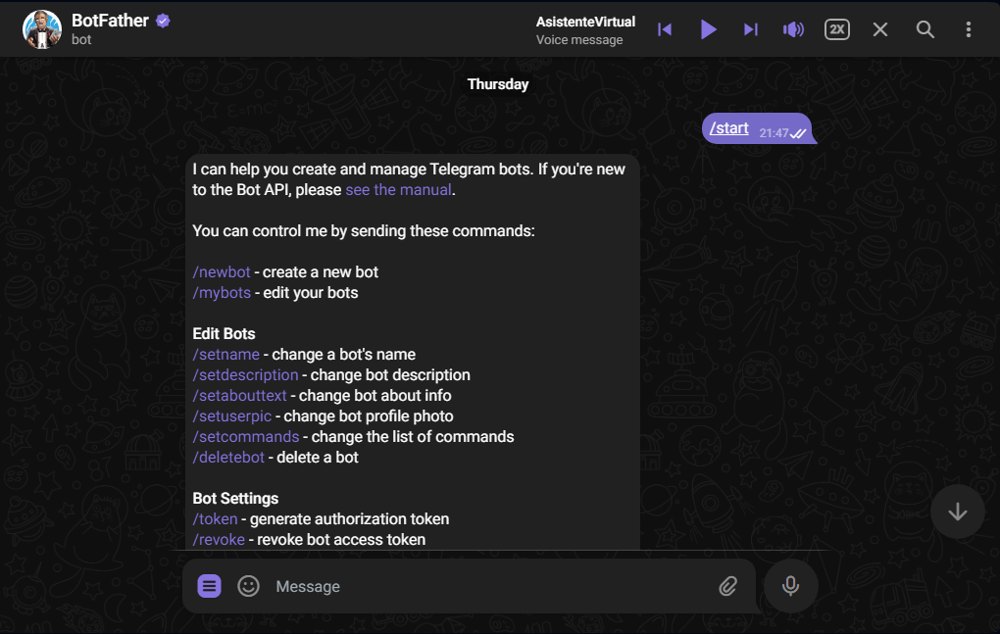 BotFather
bot
AsistenteVirtual
Voice message
2X
Thursday
/start 21:47
I can help you create and manage Telegram bots. If you're new
to the Bot API, please see the manual.
You can control me by sending these commands:
/newbot - create a new bot
/mybots - edit your bots
Edit Bots
/setname - change a bot's name
/setdescription - change bot description
/setabouttext - change bot about info
/setuserpic - change bot profile photo
/setcommands - change the list of commands
/deletebot - delete a bot
Bot Settings
/token - generate authorization token
/revoke - revoke bot access token
Message